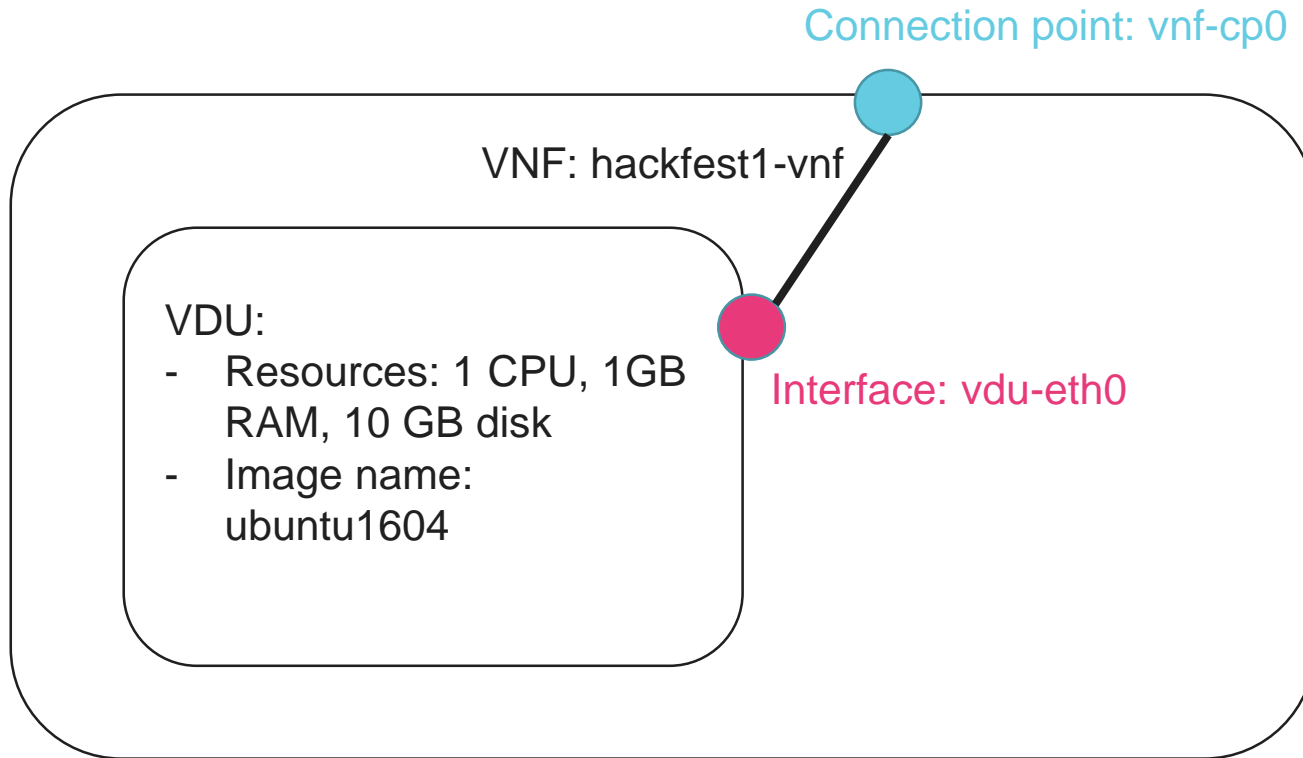 Connection point: vnf-cp0
VNF: hackfest1-vnf
VDU:
- Resources: 1 CPU, 1GB
RAM, 10 GB disk
- Image name:
ubuntu1604
Interface: vdu-eth0